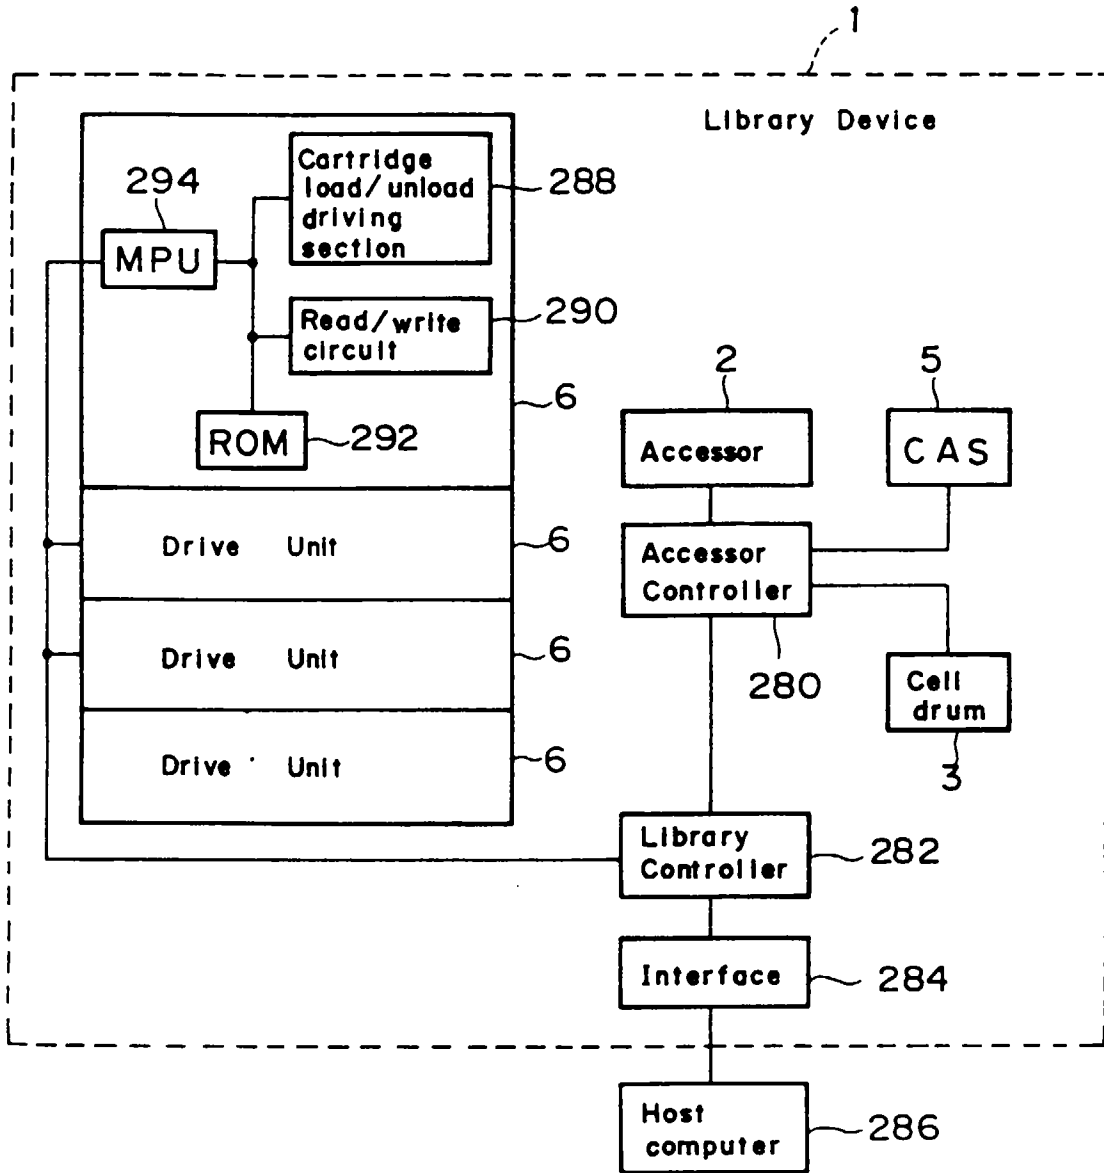 1
Library Device
294
MPU
Cartridge
load/unload
driving
section
288
Read/write
circuit
290
ROM
292
6
Drive Unit
6
Drive Unit
6
Drive Unit
6
2
Accessor
5
CAS
Accessor
Controller
280
Cell
drum
3
Library
Controller
282
Interface
284
Host
computer
286